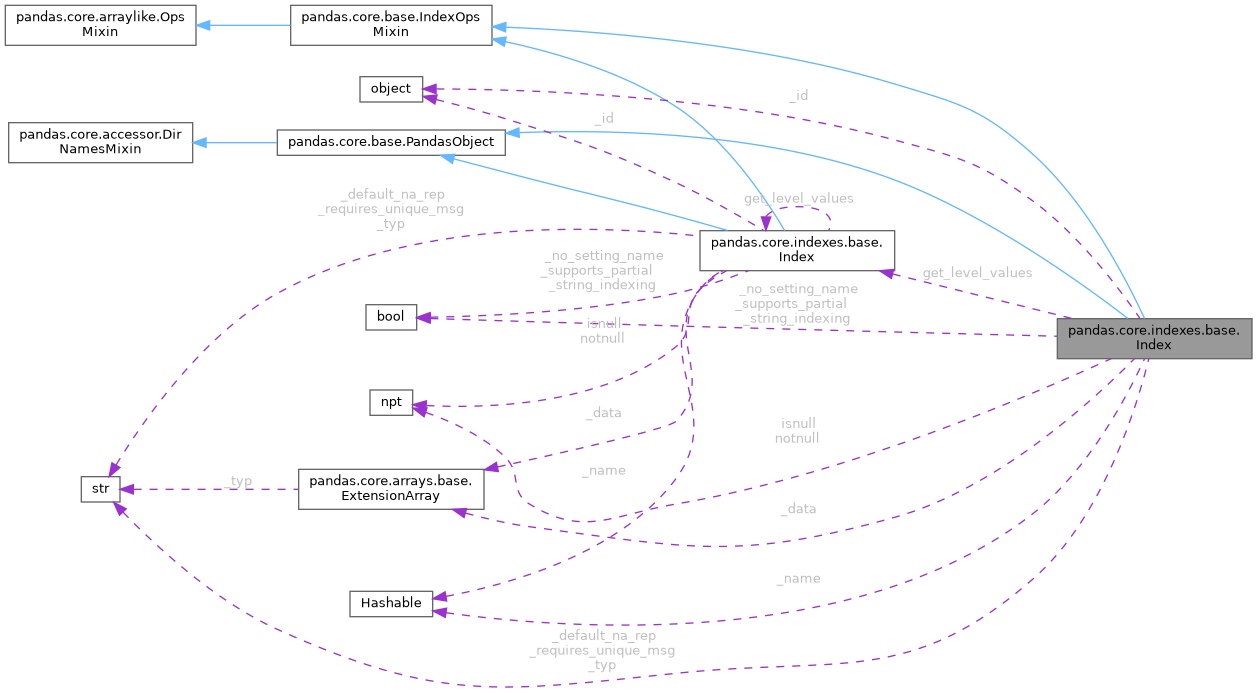 pandas.core.arraylike.Ops
Mixin
pandas.core.base.IndexOps
Mixin
object
_id
_id
pandas.core.accessor.Dir
NamesMixin
pandas.core.base.PandasObject
_default_na_rep
_requires_unique_msg
_typ
get_level_values
pandas.core.indexes.base.
Index
_no_setting_name
_supports_partial
_string_indexing
get_level_values
_no_setting_name
_supports_partial
_string_indexing
bool
isnull
notnull
pandas.core.indexes.base.
Index
npt
_data
isnull
notnull
_name
pandas.core.arrays.base.
ExtensionArray
_typ
str
_data
_name
Hashable
_default_na_rep
_requires_unique_msg
_typ